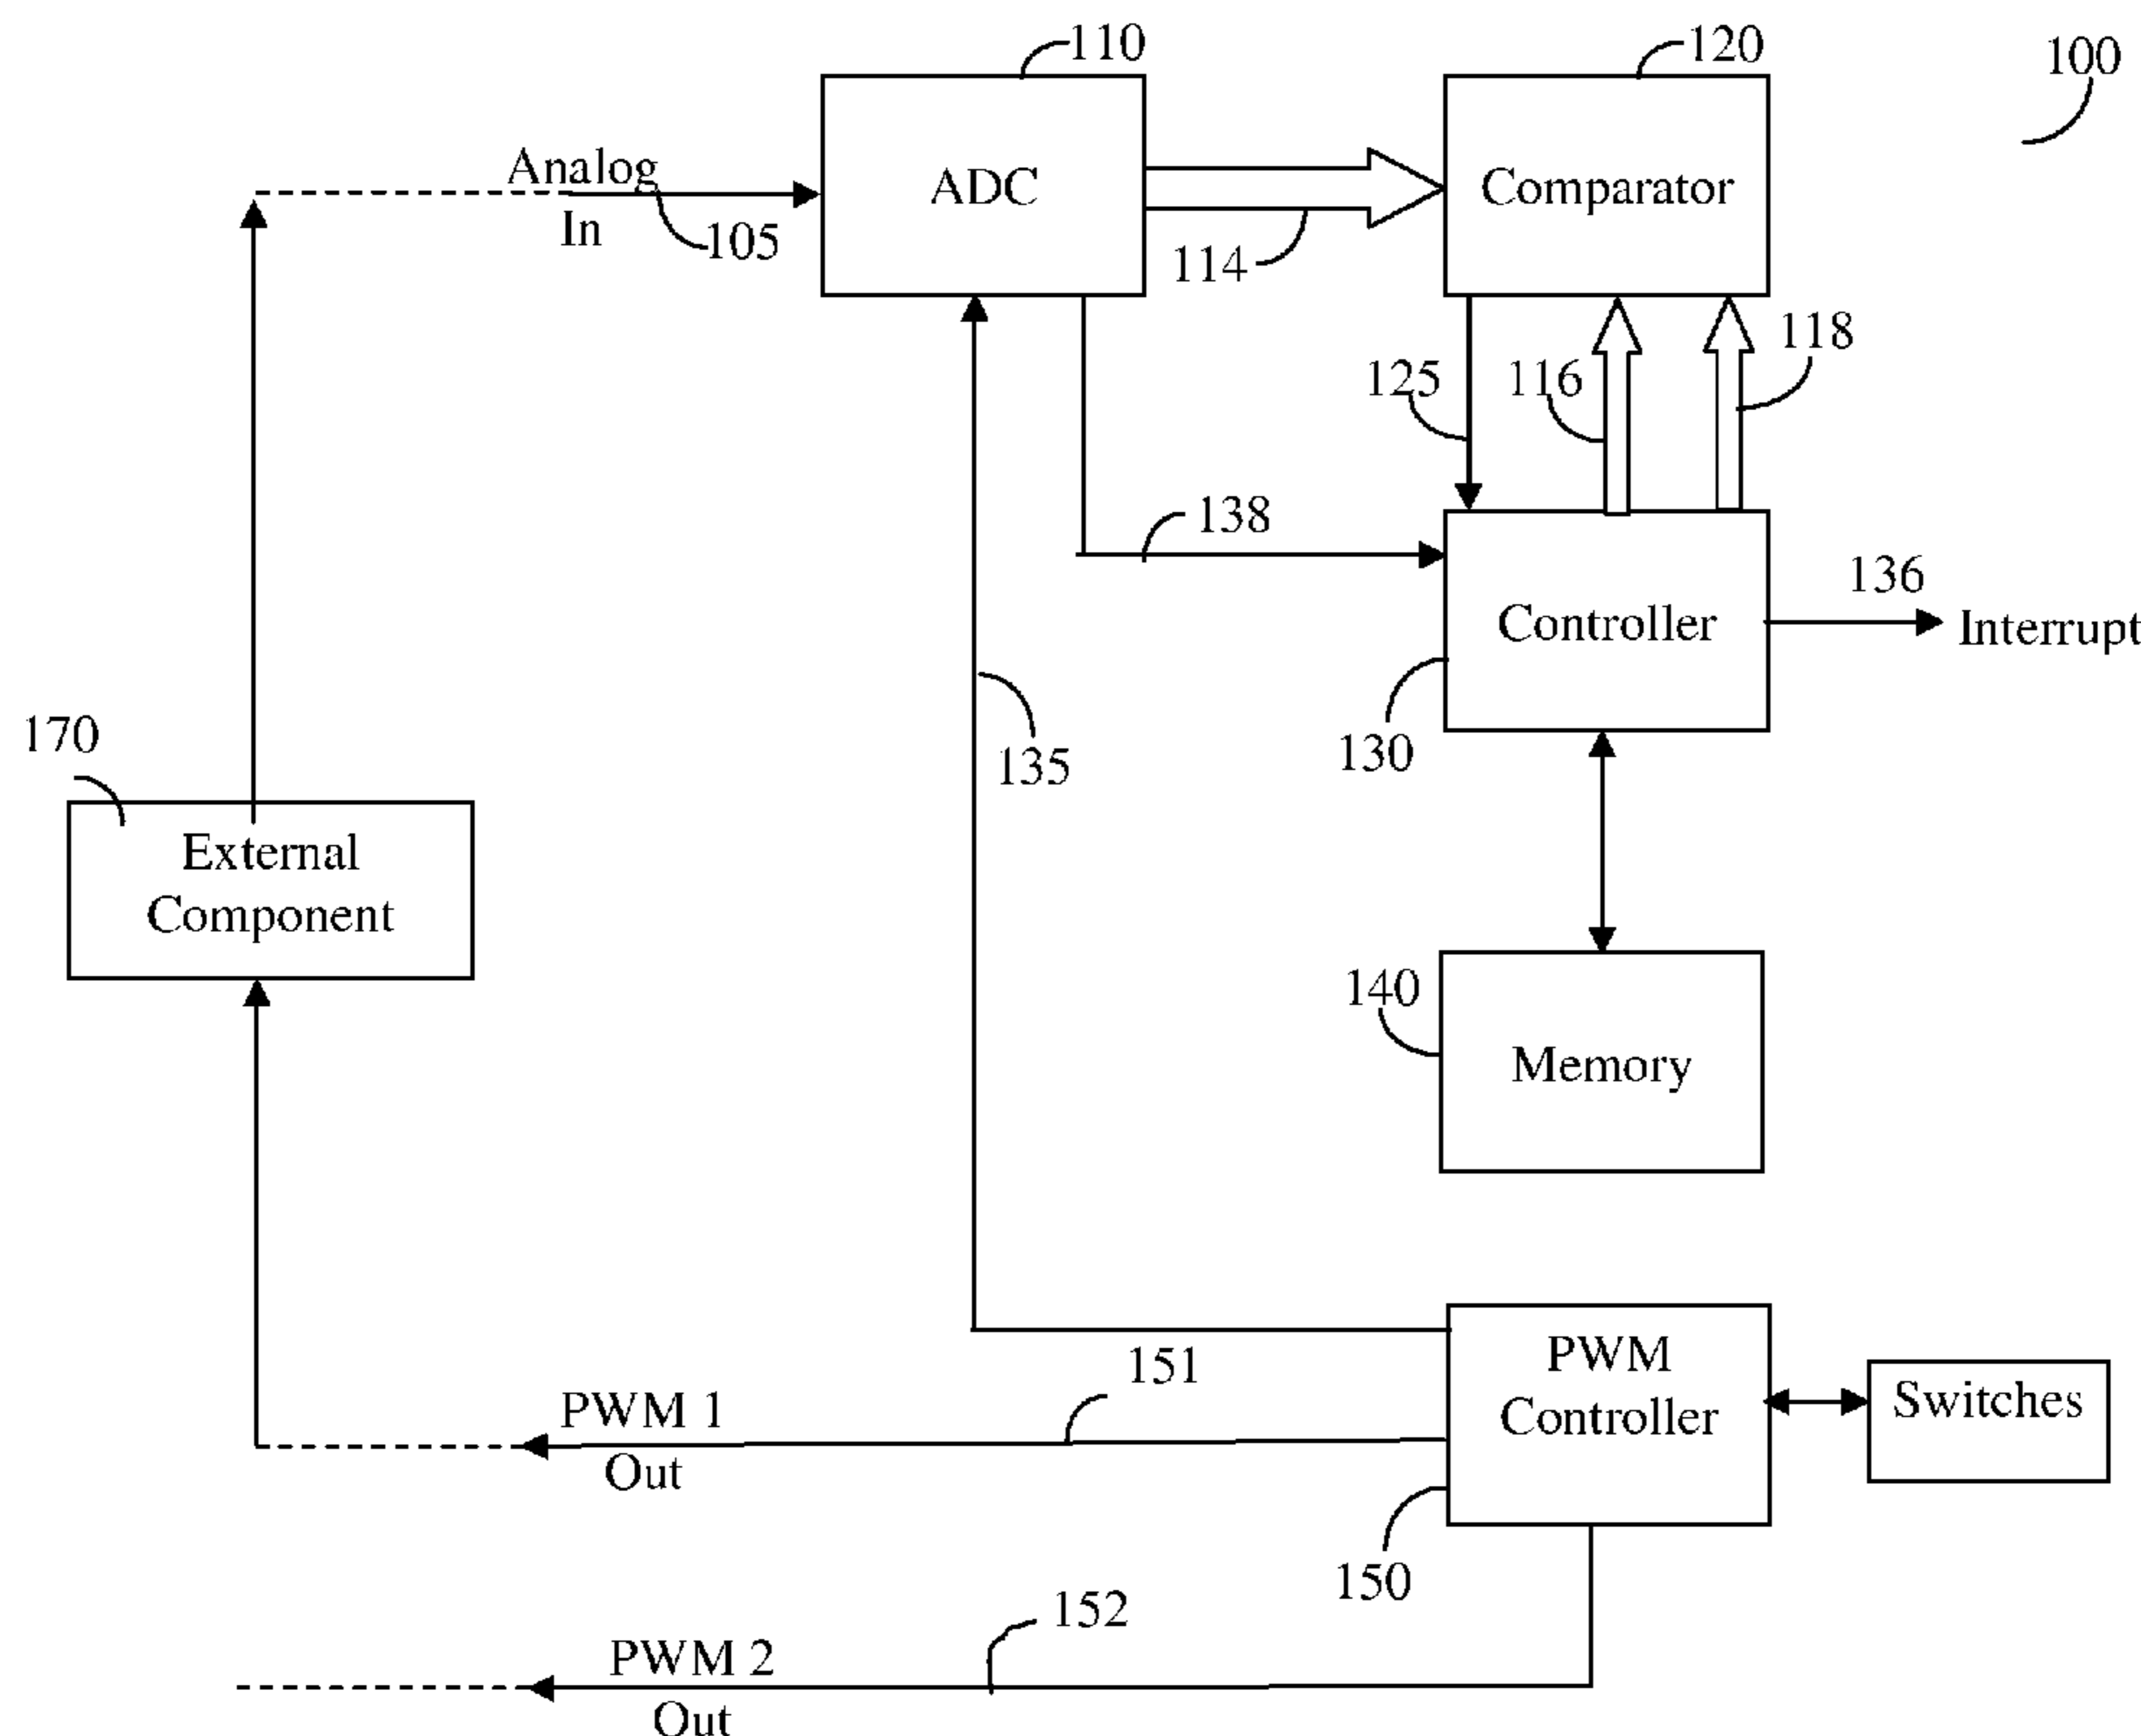 110
120
100
Analog
In
105
ADC
114
Comparator
125
116
118
138
136
Controller
Interrupt
130
135
170
External
Component
140
Memory
151
PWM
Controller
Switches
PWM 1
Out
150
152
PWM 2
Out